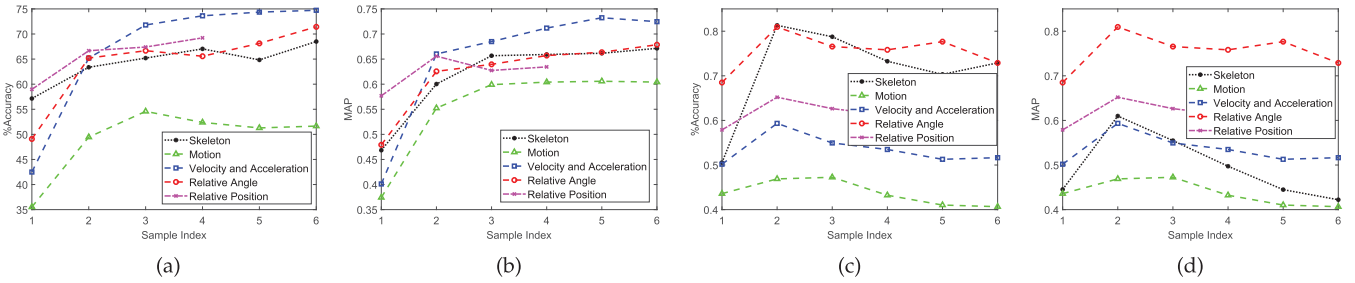 75
70
65
60
55
50
45
40
35
%Accuracy
1 2 3 4 5 6
Sample Index
Skeleton
Motion
Velocity and Acceleration
Relative Angle
Relative Position
(a)
0.75
0.7
0.65
0.6
0.55
0.5
0.45
0.4
0.35
MAP
1 2 3 4 5 6
Sample Index
Skeleton
Motion
Velocity and Acceleration
Relative Angle
Relative Position
(b)
0.8
0.7
0.6
0.5
0.4
%Accuracy
1 2 3 4 5 6
Sample Index
Skeleton
Motion
Velocity and Acceleration
Relative Angle
Relative Position
(c)
0.8
0.7
0.6
0.5
0.4
MAP
1 2 3 4 5 6
Sample Index
Skeleton
Motion
Velocity and Acceleration
Relative Angle
Relative Position
(d)